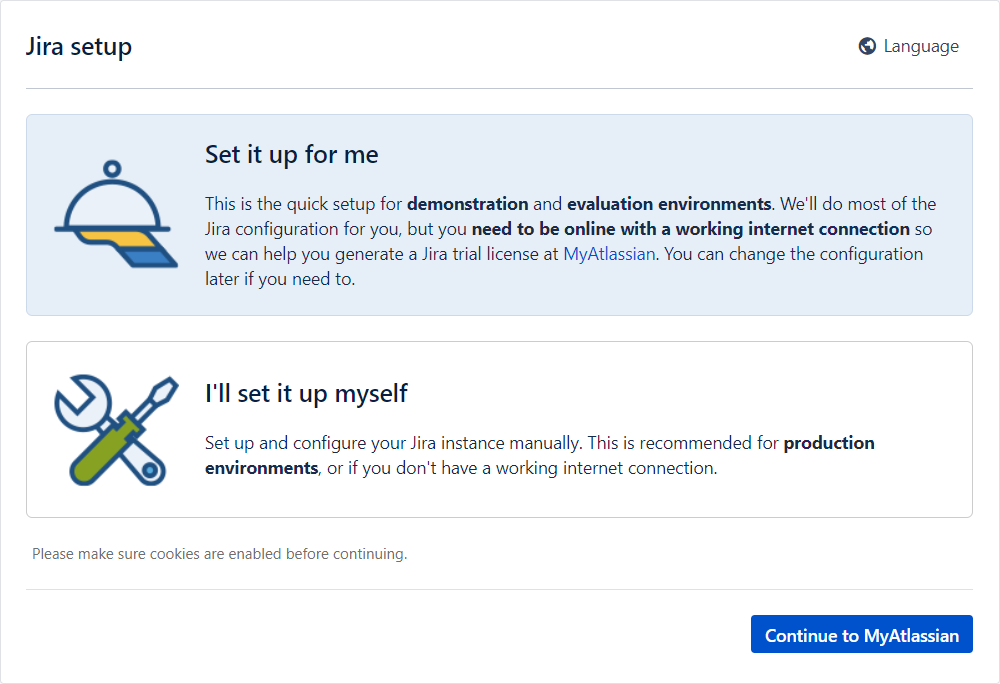 Jira setup
Language
Set it up for me
This is the quick setup for demonstration and evaluation environments. We'll do most of the
Jira configuration for you, but you need to be online with a working internet connection so
we can help you generate a Jira trial license at MyAtlassian. You can change the configuration
later if you need to.
I'll set it up myself
Set up and configure your Jira instance manually. This is recommended for production
environments, or if you don't have a working internet connection.
Please make sure cookies are enabled before continuing.
Continue to MyAtlassian